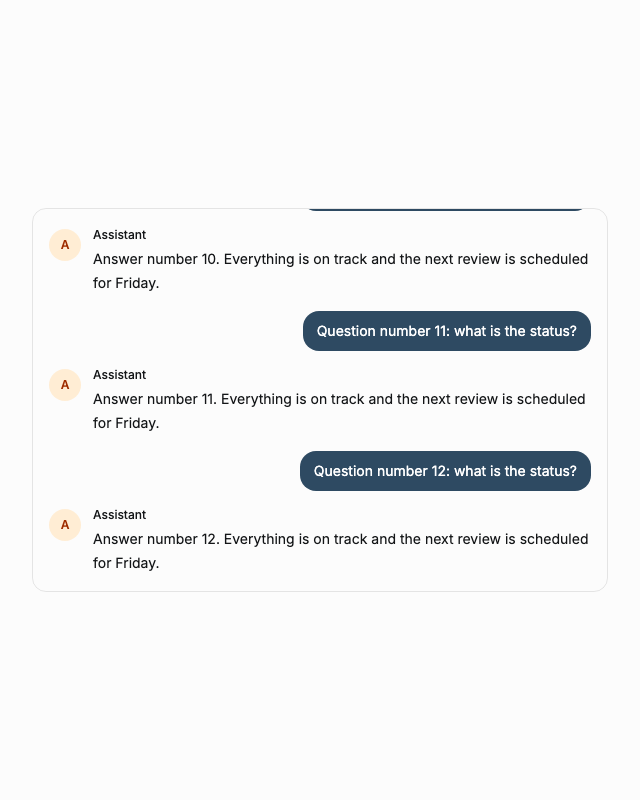 A
Assistant
Answer number 10. Everything is on track and the next review is scheduled
for Friday.
Question number 11: what is the status?
A
Assistant
Answer number 11. Everything is on track and the next review is scheduled
for Friday.
Question number 12: what is the status?
A
Assistant
Answer number 12. Everything is on track and the next review is scheduled
for Friday.